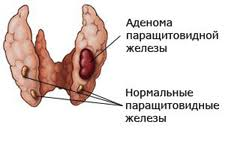 Аденома
паращитовидной
железы
Нормальные
паращитовидные
железы